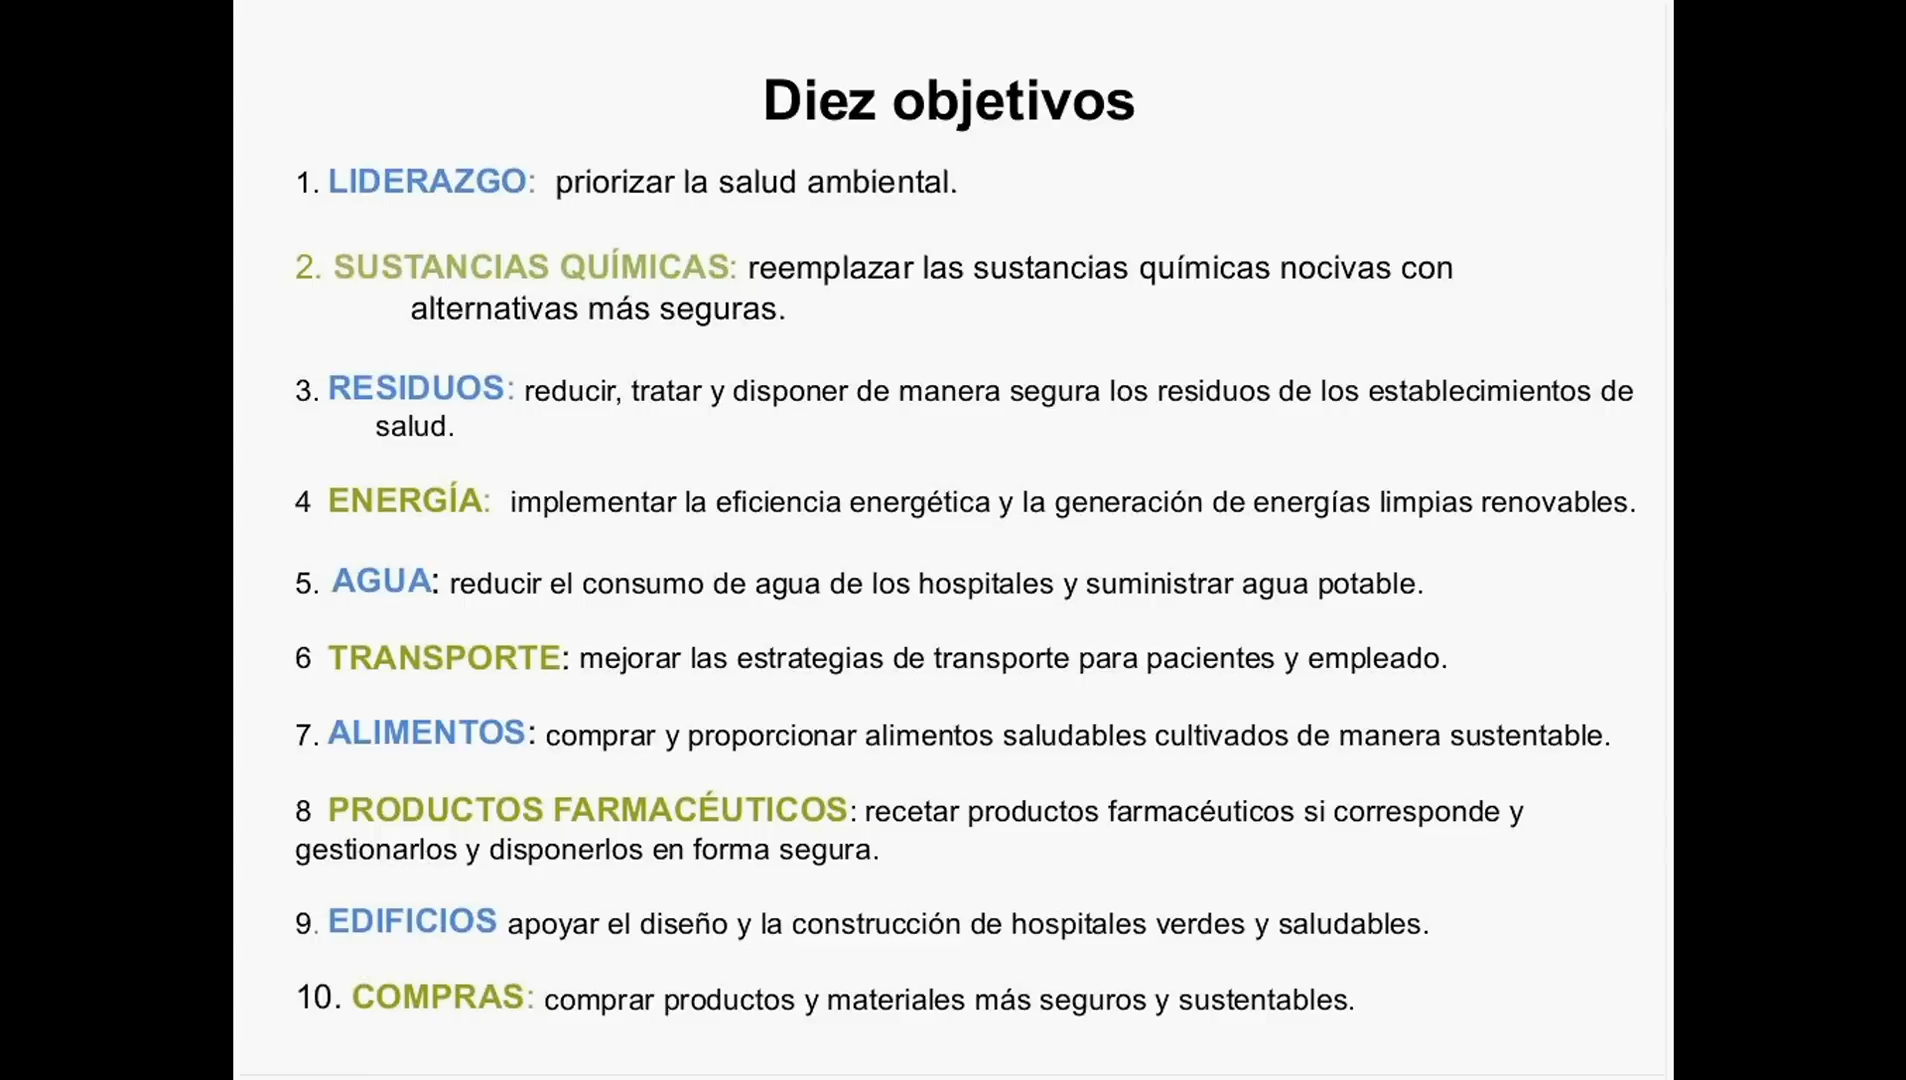 Diez objetivos
1. LIDERAZGO: priorizar la salud ambiental.
2. SUSTANCIAS QUÍMICAS: reemplazar las sustancias químicas nocivas con
alternativas más seguras.
3. RESIDUOS: reducir, tratar y disponer de manera segura los residuos de los establecimientos de
salud.
4 ENERGÍA: implementar la eficiencia energética y la generación de energías limpias renovables.
5. AGUA: reducir el consumo de agua de los hospitales y suministrar agua potable.
6 TRANSPORTE: mejorar las estrategias de transporte para pacientes y empleado.
7. ALIMENTOS: comprar y proporcionar alimentos saludables cultivados de manera sustentable.
8 PRODUCTOS FARMACÉUTICOS: recetar productos farmacéuticos si corresponde y
gestionarlos y disponerlos en forma segura.
9. EDIFICIOS apoyar el diseño y la construcción de hospitales verdes y saludables.
10. COMPRAS: comprar productos y materiales más seguros y sustentables.